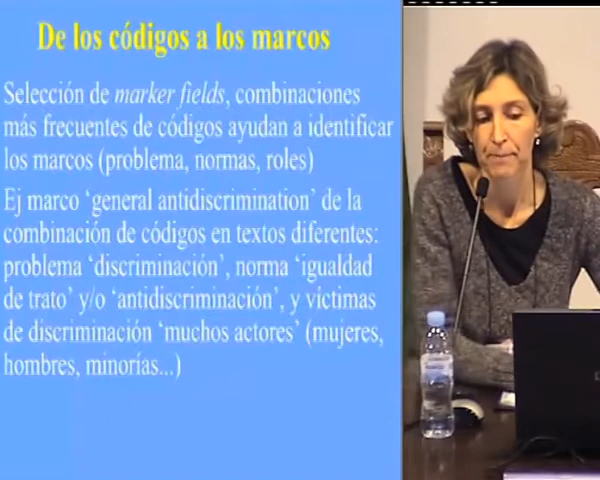 De los códigos a los marcos
Selección de marker fields, combinaciones
más frecuentes de códigos ayudan a identificar
los marcos (problema, normas, roles)
Ej marco ‘general antidiscrimination’ de la
combinación de códigos en textos diferentes:
problema ‘discriminación’, norma ‘igualdad
de trato’ y/o ‘antidiscriminación’, y víctimas
de discriminación ‘muchos actores’ (mujeres,
hombres, minorías...)